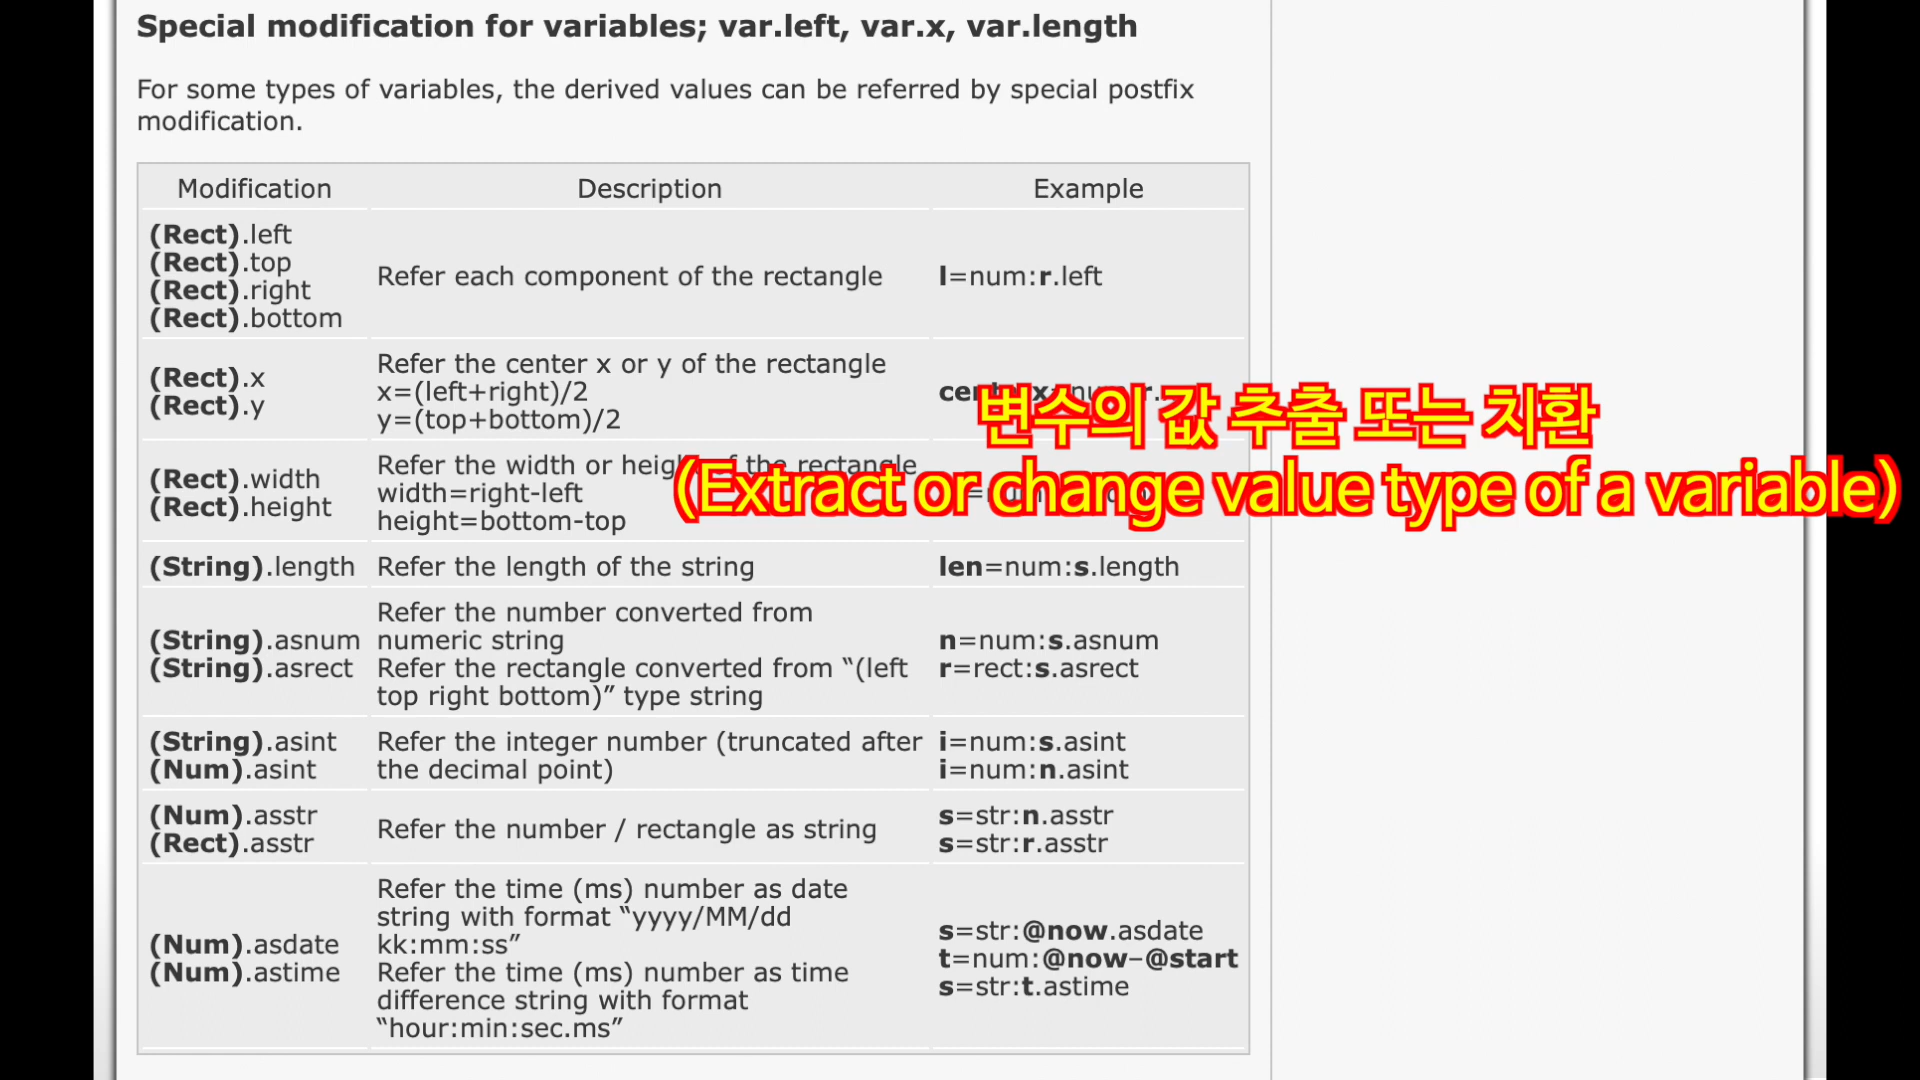 Special modification for variables; var.left, var.x, var.length
For some types of variables, the derived values can be referred by special postfix
modification.
Modification Description Example
(Rect).left
(Rect).top
(Rect).right
(Rect).bottom
Refer each component of the rectangle
l=num:r.left
(Rect).x
(Rect).y
Refer the center x or y of the rectangle
x=(left+right)/2
y=(top+bottom)/2
변수의 값 추출 또는 치환
(Extract or change value type of a variable)
(Rect).width
(Rect).height
Refer the width or height of the rectangle
width=right-left
height=bottom-top
(String).length
Refer the length of the string
len=num:s.length
(String).asnum
(String).asrect
Refer the number converted from
numeric string
Refer the rectangle converted from “(left
top right bottom)” type string
n=num:s.asnum
r=rect:s.asrect
(String).asint
(Num).asint
Refer the integer number (truncated after
the decimal point)
i=num:s.asint
i=num:n.asint
(Num).asstr
(Rect).asstr
Refer the number / rectangle as string
s=str:n.asstr
s=str:r.asstr
(Num).asdate
(Num).astime
Refer the time (ms) number as date
string with format “yyyy/MM/dd
kk:mm:ss”
Refer the time (ms) number as time
difference string with format
“hour:min:sec.ms”
s=str:@now.asdate
t=num:@now–@start
s=str:t.astime